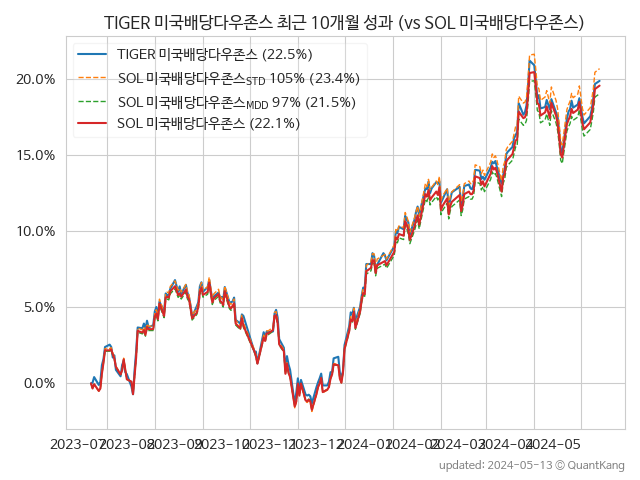 TIGER 미국배당다우존스 최근 10개월 성과 (vs SOL 미국배당다우존스)
TIGER 미국배당다우존스 (22.5%)
SOL 미국배당다우존스STD 105% (23.4%)
SOL 미국배당다우존스MDD 97% (21.5%)
SOL 미국배당다우존스 (22.1%)
20.0%
15.0%
10.0%
5.0%
0.0%
2023-07 2023-08 2023-09 2023-10 2023-11 2023-12 2024-01 2024-02 2024-03 2024-04 2024-05
updated: 2024-05-13 © QuantKang